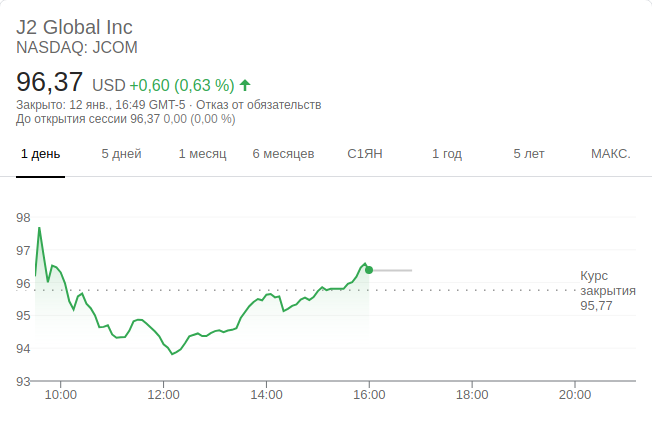 J2 Global Inc
NASDAQ: JCOM
96,37 USD +0,60 (0,63 %)
Закрыто: 12 янв., 16:49 GMT-5 · Отказ от обязательств
До открытия сессии 96,37 0,00 (0,00 %)
1 день 5 дней 1 месяц 6 месяцев С1ЯН 1 год 5 лет МАКС.
98
97
96
95
94
93
Курс
закрытия
95,77
10:00 12:00 14:00 16:00 18:00 20:00